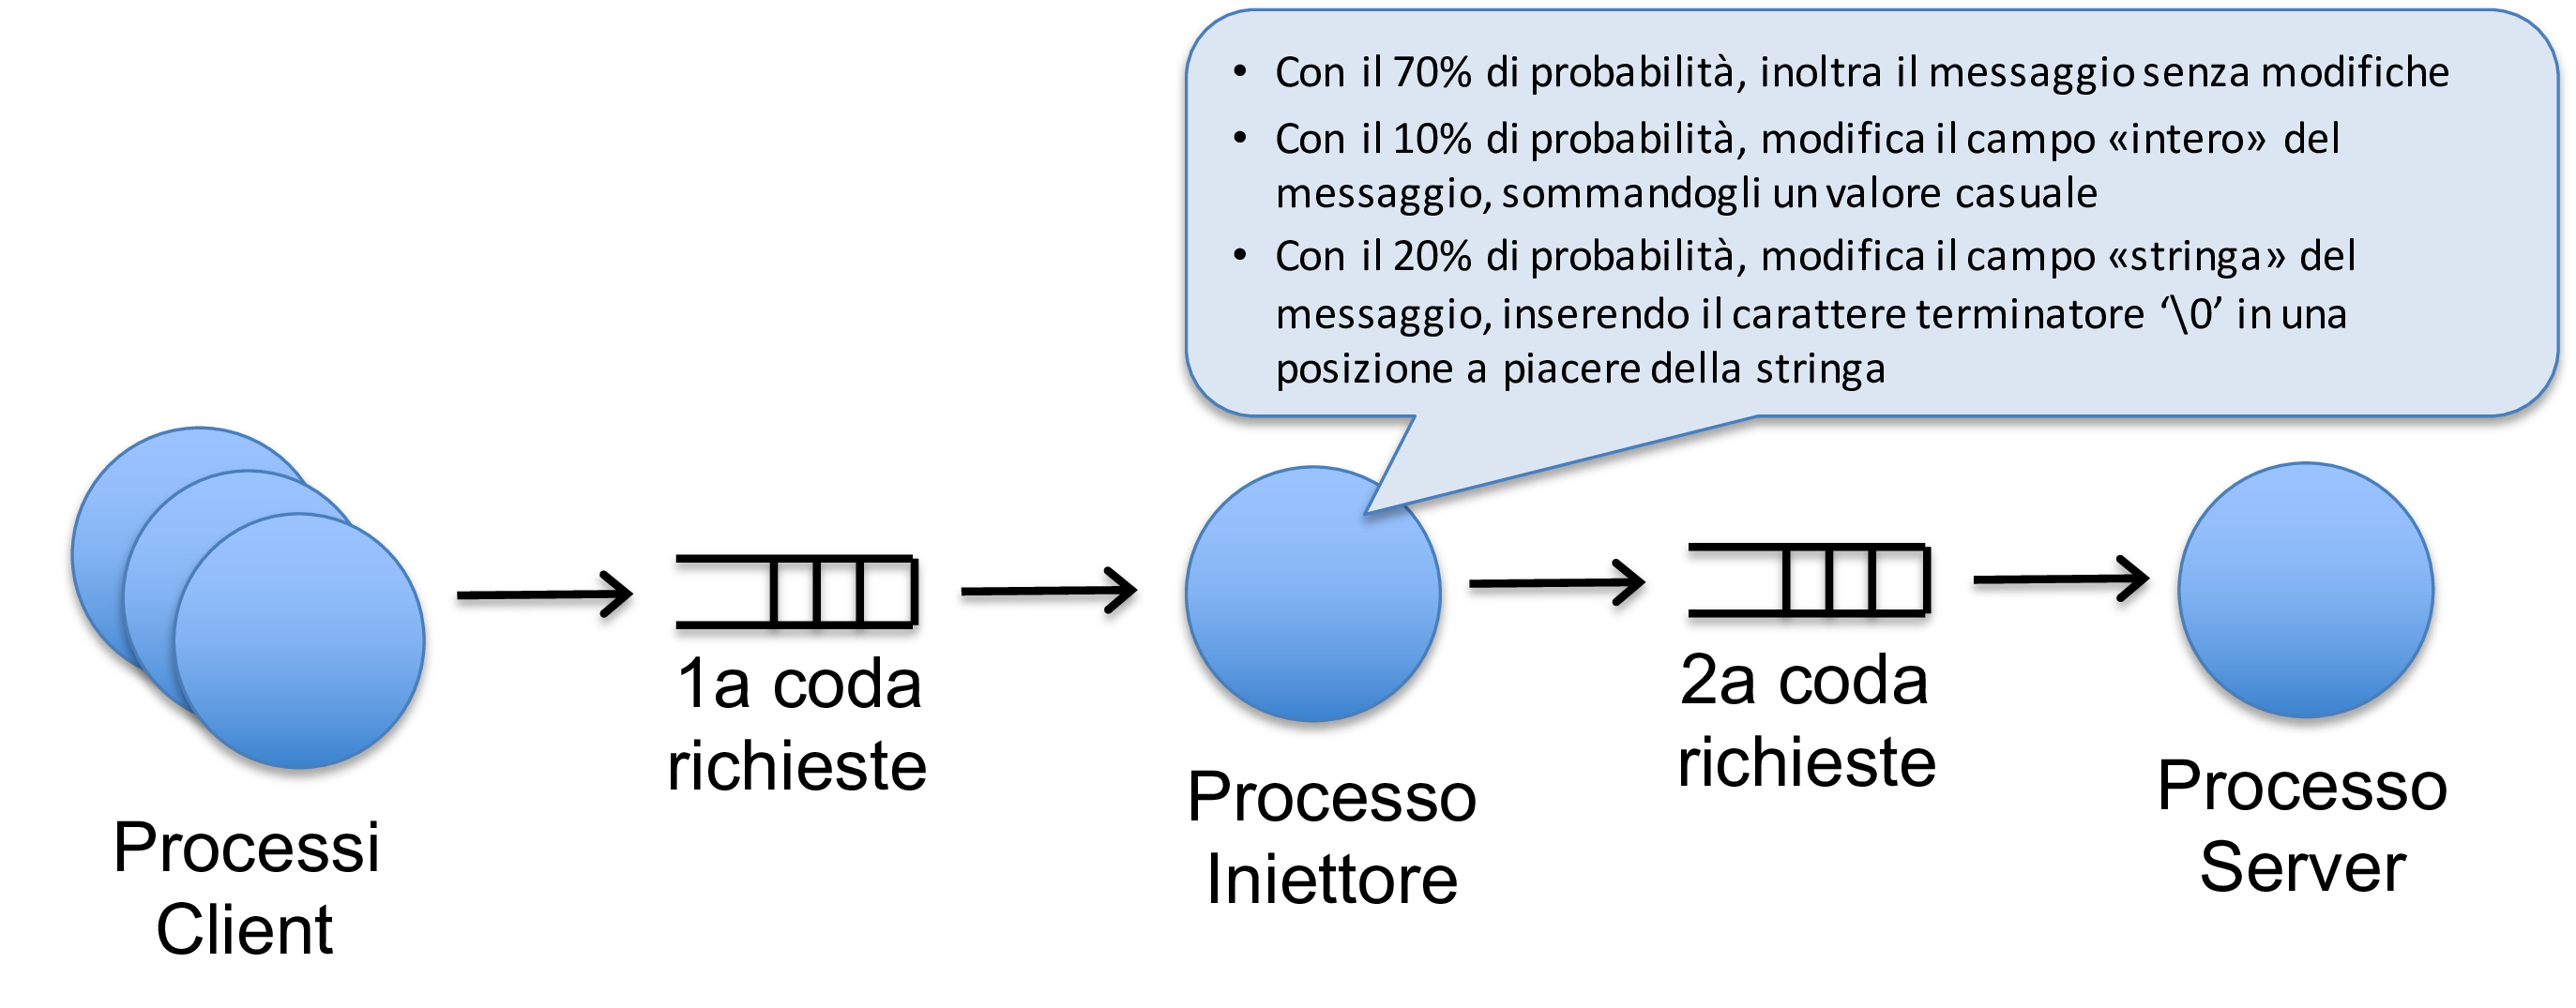 • Con il 70% di probabilità, inoltra il messaggio senza modifiche
• Con il 10% di probabilità, modifica il campo «intero» del
messaggio, sommandogli un valore casuale
• Con il 20% di probabilità, modifica il campo «stringa» del
messaggio, inserendo il carattere terminatore ‘\0’ in una
posizione a piacere della stringa
Processi
Client
1a coda
richieste
Processo
Iniettore
2a coda
richieste
Processo
Server